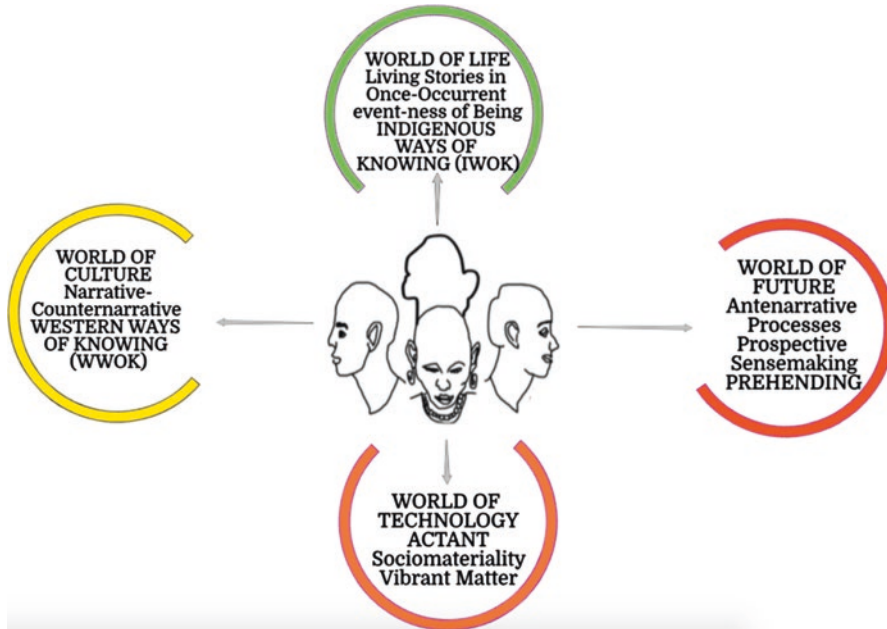 WORLD OF LIFE
Living Stories in
Once-Occurrent
event-ness of Being
INDIGENOUS
WAYS OF
KNOWING (IWOK)
WORLD OF
CULTURE
Narrative-
Counternarrative
WESTERN WAYS
OF KNOWING
(WWOK)
WORLD OF
FUTURE
Antenarrative
Processes
Prospective
Sensemaking
PREHENDING
WORLD OF
TECHNOLOGY
ACTANT
Sociomateriality
Vibrant Matter